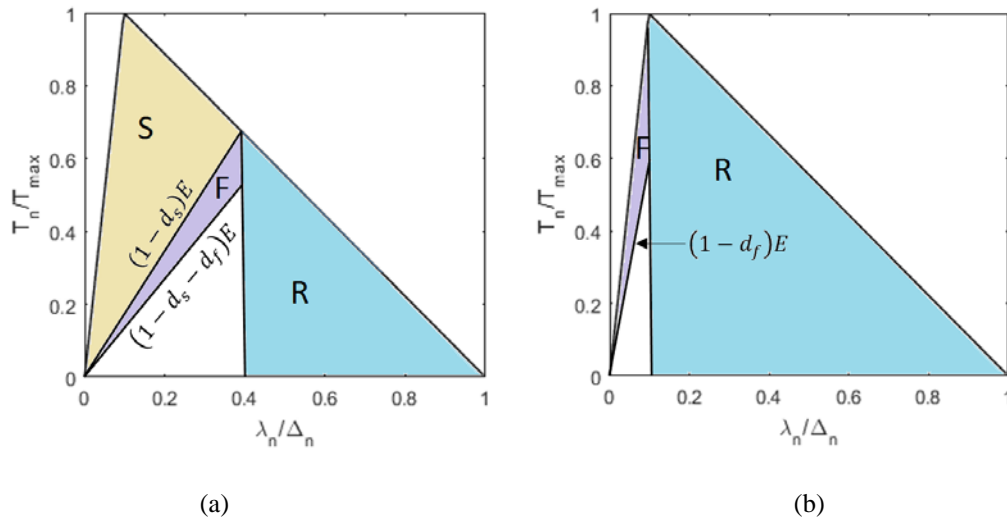 1
0.8
0.6
0.4
0.2
0
T_n/T_max
S
F
R
(1 − d_s)E
(1 − d_s − d_f)E
0 0.2 0.4 0.6 0.8 1
λ_n/Δ_n
(a)
1
0.8
0.6
0.4
0.2
0
T_n/T_max
F
R
(1 − d_f)E
0 0.2 0.4 0.6 0.8 1
λ_n/Δ_n
(b)